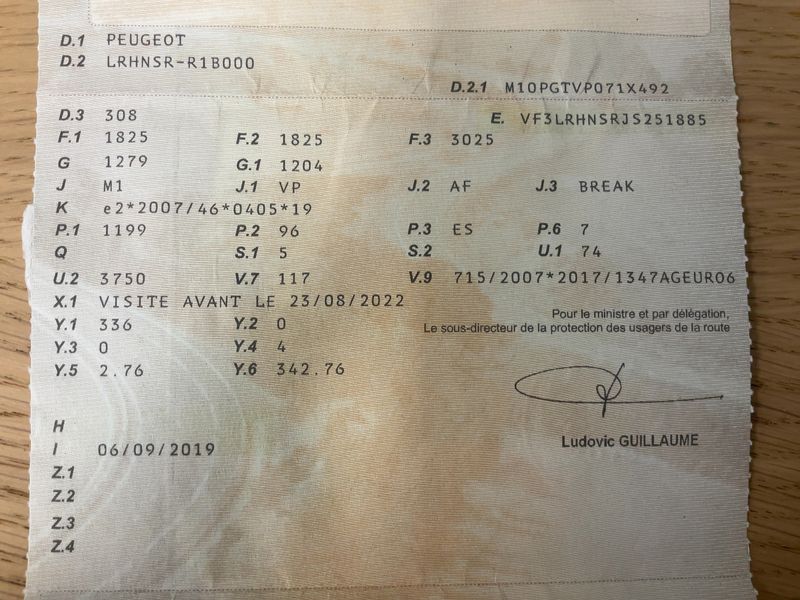 D.1 PEUGEOT
D.2 LRHNSR-R1B000
D.2.1 M10PGTVP071X492
D.3 308 E. VF3LRHNSRJS251885
F.1 1825 F.2 1825 F.3 3025
G 1279 G.1 1204
J M1 J.1 VP J.2 AF J.3 BREAK
K e2*2007/46*0405*19
P.1 1199 P.2 96 P.3 ES P.6 7
Q S.1 5 S.2 U.1 74
U.2 3750 V.7 117 V.9 715/2007*2017/1347AGEURO6
X.1 VISITE AVANT LE 23/08/2022
Y.1 336 Y.2 0
Y.3 0 Y.4 4
Y.5 2.76 Y.6 342.76
Pour le ministre et par délégation,
Le sous-directeur de la protection des usagers de la route
Ludovic GUILLAUME
H
I 06/09/2019
Z.1
Z.2
Z.3
Z.4